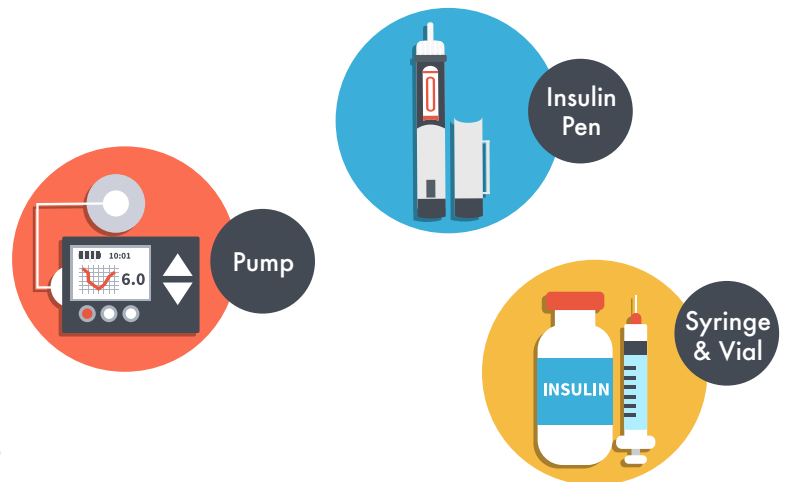 Insulin
Pen
10:01
6.0
Pump
Syringe
& Vial
INSULIN